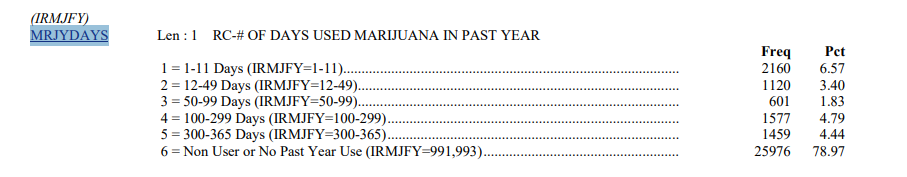 (IRMJFY)
MRJYDAYS Len : 1 RC-# OF DAYS USED MARIJUANA IN PAST YEAR
Freq Pct
1 = 1-11 Days (IRMJFY=1-11)........................................................................................................ 2160 6.57
2 = 12-49 Days (IRMJFY=12-49).................................................................................................... 1120 3.40
3 = 50-99 Days (IRMJFY=50-99).................................................................................................... 601 1.83
4 = 100-299 Days (IRMJFY=100-299)............................................................................................ 1577 4.79
5 = 300-365 Days (IRMJFY=300-365)............................................................................................ 1459 4.44
6 = Non User or No Past Year Use (IRMJFY=991,993)............................................................... 25976 78.97